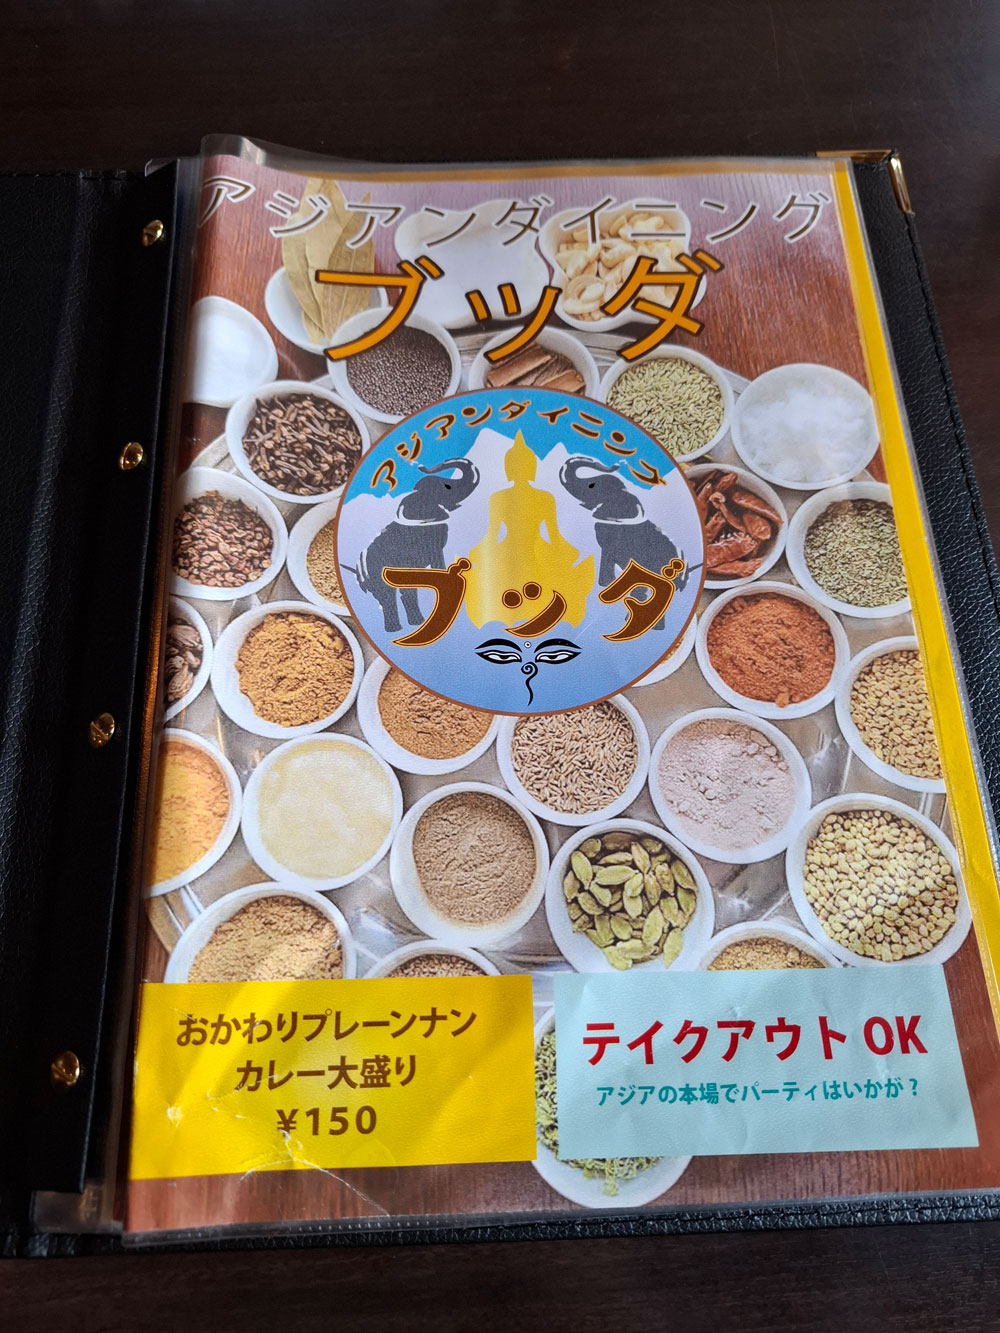 アジアンダイニング
ブッダ
アジアンダイニング
ブッダ
おかわりプレーンナン
カレー大盛り
¥150
テイクアウトOK
アジアの本場でパーティはいかが?